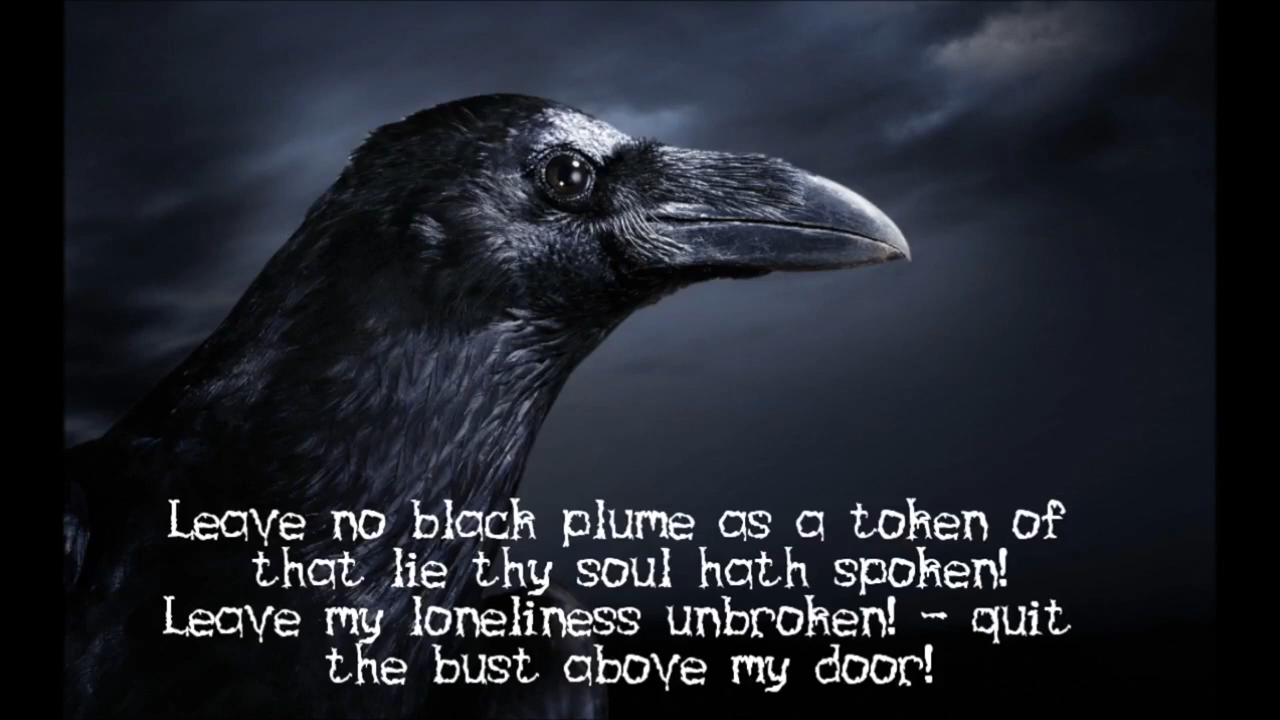 Leave no black plume as a token of
that lie thy soul hath spoken!
Leave my loneliness unbroken! - quit
the bust above my door!